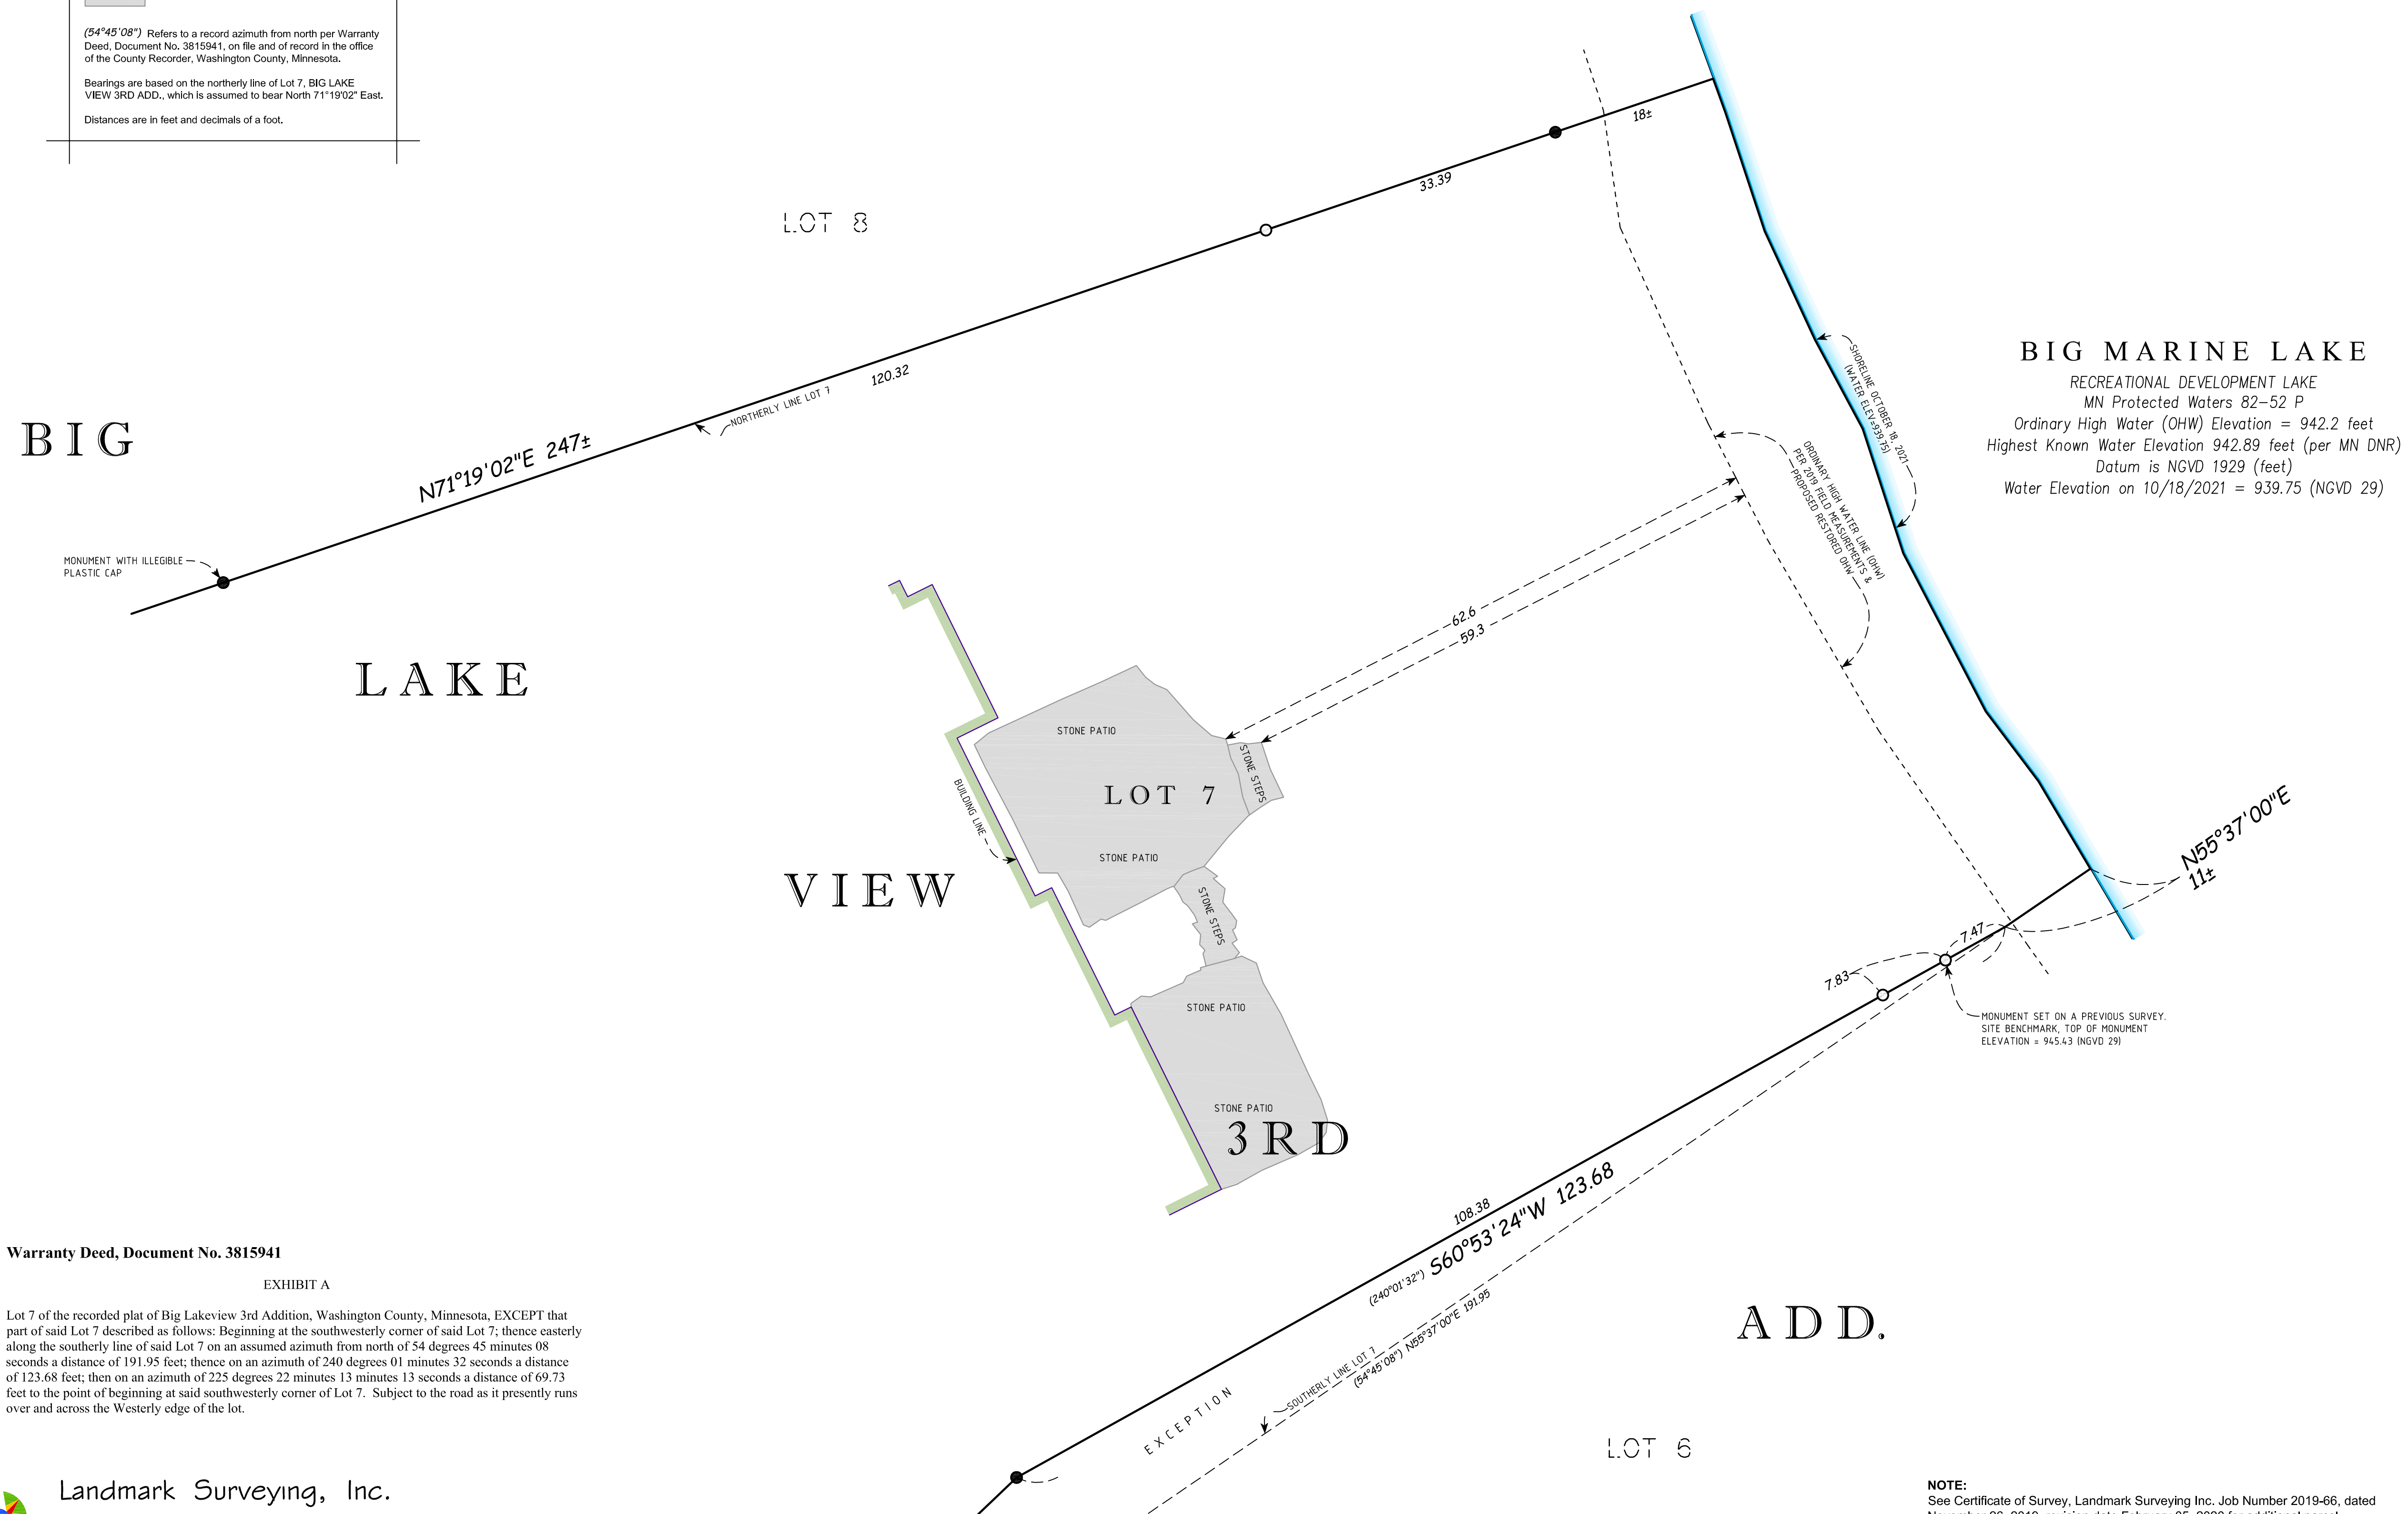 (54°45'08") Refers to a record azimuth from north per Warranty
Deed, Document No. 3815941, on file and of record in the office
of the County Recorder, Washington County, Minnesota.
Bearings are based on the northerly line of Lot 7, BIG LAKE
VIEW 3RD ADD., which is assumed to bear North 71°19'02" East.
Distances are in feet and decimals of a foot.
18±
33.39
LOT 8
120.32
NORTHERLY LINE LOT 7
N71°19'02"E 247±
BIG
MONUMENT WITH ILLEGIBLE
PLASTIC CAP
LAKE
SHORELINE OCTOBER 18, 2021
(WATER ELEV=939.75)
BIG MARINE LAKE
RECREATIONAL DEVELOPMENT LAKE
MN Protected Waters 82-52 P
Ordinary High Water (OHW) Elevation = 942.2 feet
Highest Known Water Elevation 942.89 feet (per MN DNR)
Datum is NGVD 1929 (feet)
Water Elevation on 10/18/2021 = 939.75 (NGVD 29)
ORDINARY HIGH WATER LINE (OHW)
PER 2019 FIELD MEASUREMENTS &
PROPOSED RESTORED OHW
62.6
59.3
STONE PATIO
STONE STEPS
LOT 7
BUILDING LINE
STONE PATIO
VIEW
STONE STEPS
N55°37'00"E
11±
7.47
7.83
STONE PATIO
MONUMENT SET ON A PREVIOUS SURVEY.
SITE BENCHMARK, TOP OF MONUMENT
ELEVATION = 945.43 (NGVD 29)
STONE PATIO
3RD
108.38
(240°01'32") S60°53'24"W 123.68
SOUTHERLY LINE LOT 7
(54°45'08") N55°37'00"E 191.95
EXCEPTION
ADD.
LOT 6
Warranty Deed, Document No. 3815941
EXHIBIT A
Lot 7 of the recorded plat of Big Lakeview 3rd Addition, Washington County, Minnesota, EXCEPT that
part of said Lot 7 described as follows: Beginning at the southwesterly corner of said Lot 7; thence easterly
along the southerly line of said Lot 7 on an assumed azimuth from north of 54 degrees 45 minutes 08
seconds a distance of 191.95 feet; thence on an azimuth of 240 degrees 01 minutes 32 seconds a distance
of 123.68 feet; then on an azimuth of 225 degrees 22 minutes 13 minutes 13 seconds a distance of 69.73
feet to the point of beginning at said southwesterly corner of Lot 7. Subject to the road as it presently runs
over and across the Westerly edge of the lot.
Landmark Surveying, Inc.
NOTE:
See Certificate of Survey, Landmark Surveying Inc. Job Number 2019-66, dated